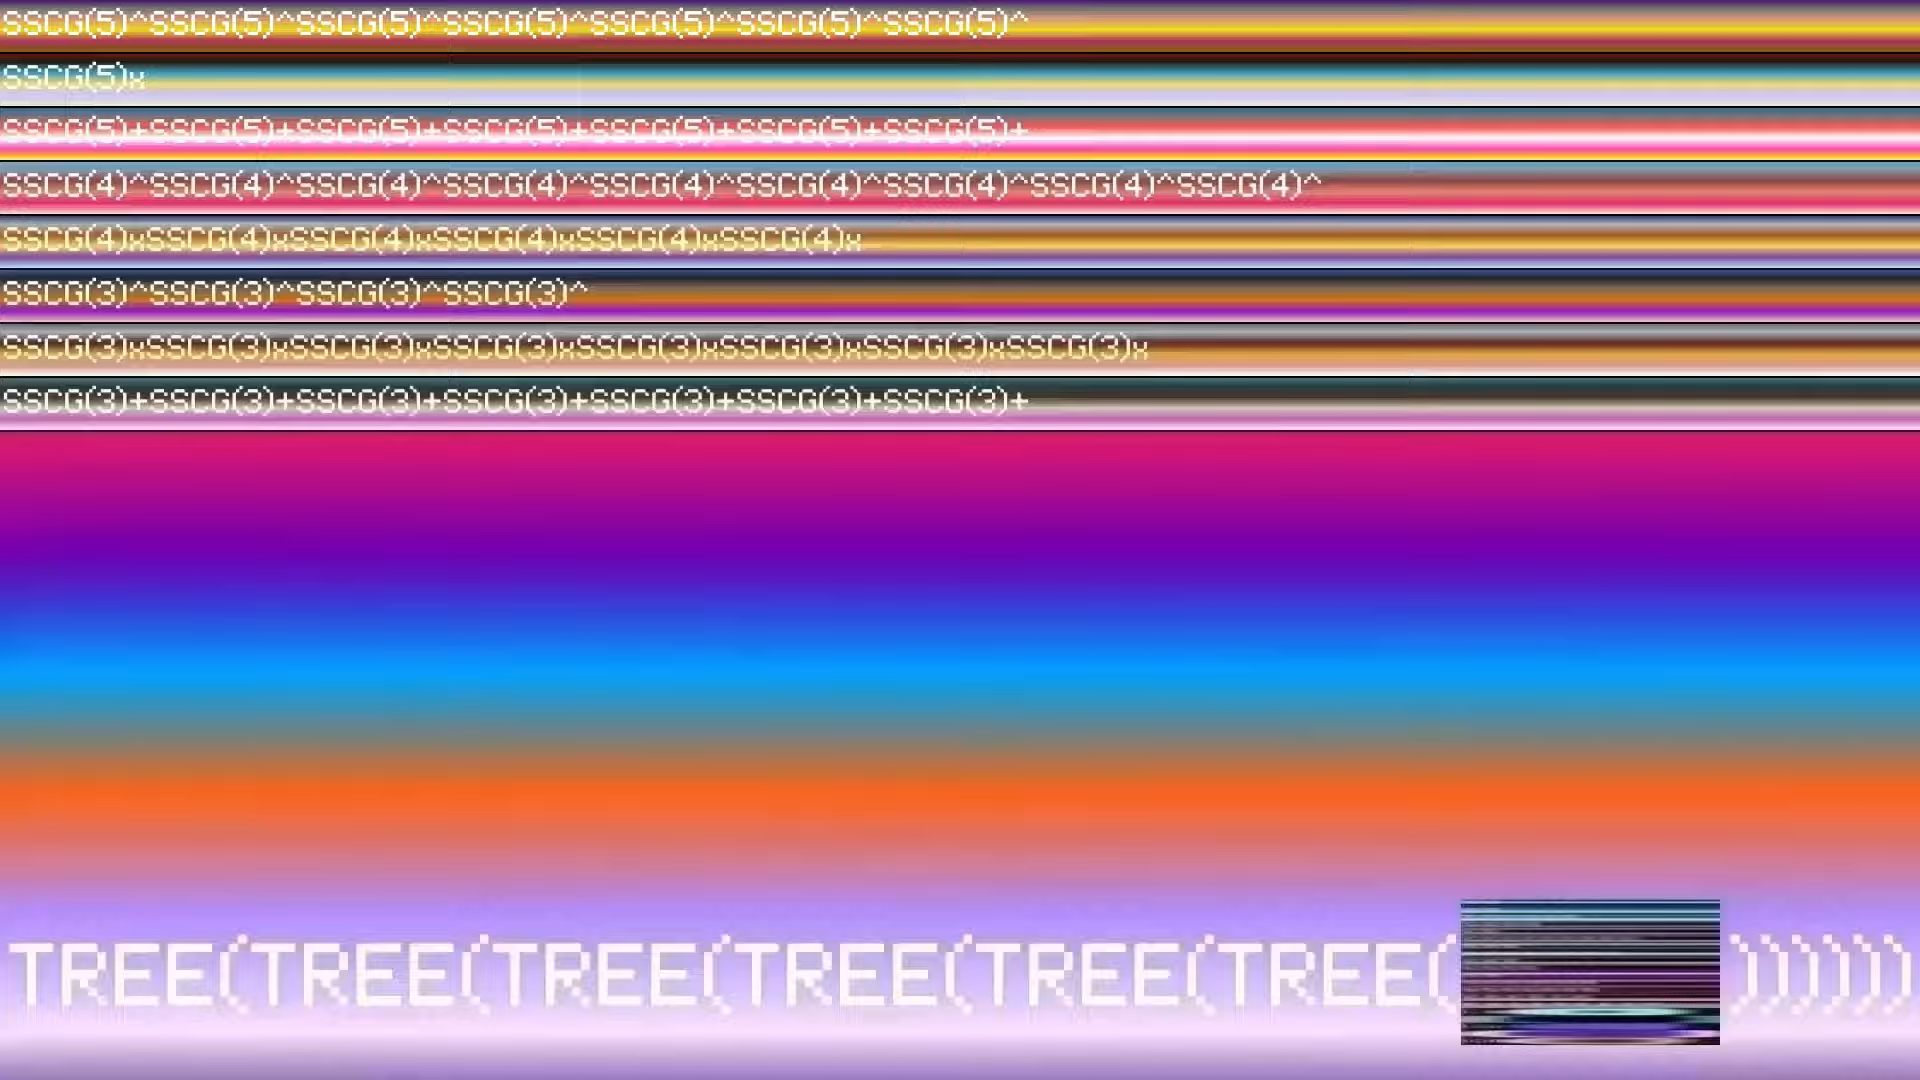 SSCG(5)^SSCG(5)^SSCG(5)^SSCG(5)^SSCG(5)^SSCG(5)^SSCG(5)^
SSCG(5)x
SSCG(5)+SSCG(5)+SSCG(5)+SSCG(5)+SSCG(5)+SSCG(5)+SSCG(5)+
SSCG(4)^SSCG(4)^SSCG(4)^SSCG(4)^SSCG(4)^SSCG(4)^SSCG(4)^SSCG(4)^SSCG(4)^
SSCG(4)xSSCG(4)xSSCG(4)xSSCG(4)xSSCG(4)xSSCG(4)x
SSCG(3)^SSCG(3)^SSCG(3)^SSCG(3)^
SSCG(3)xSSCG(3)xSSCG(3)xSSCG(3)xSSCG(3)xSSCG(3)xSSCG(3)xSSCG(3)x
SSCG(3)+SSCG(3)+SSCG(3)+SSCG(3)+SSCG(3)+SSCG(3)+SSCG(3)+
TREE(TREE(TREE(TREE(TREE(TREE( ))))))